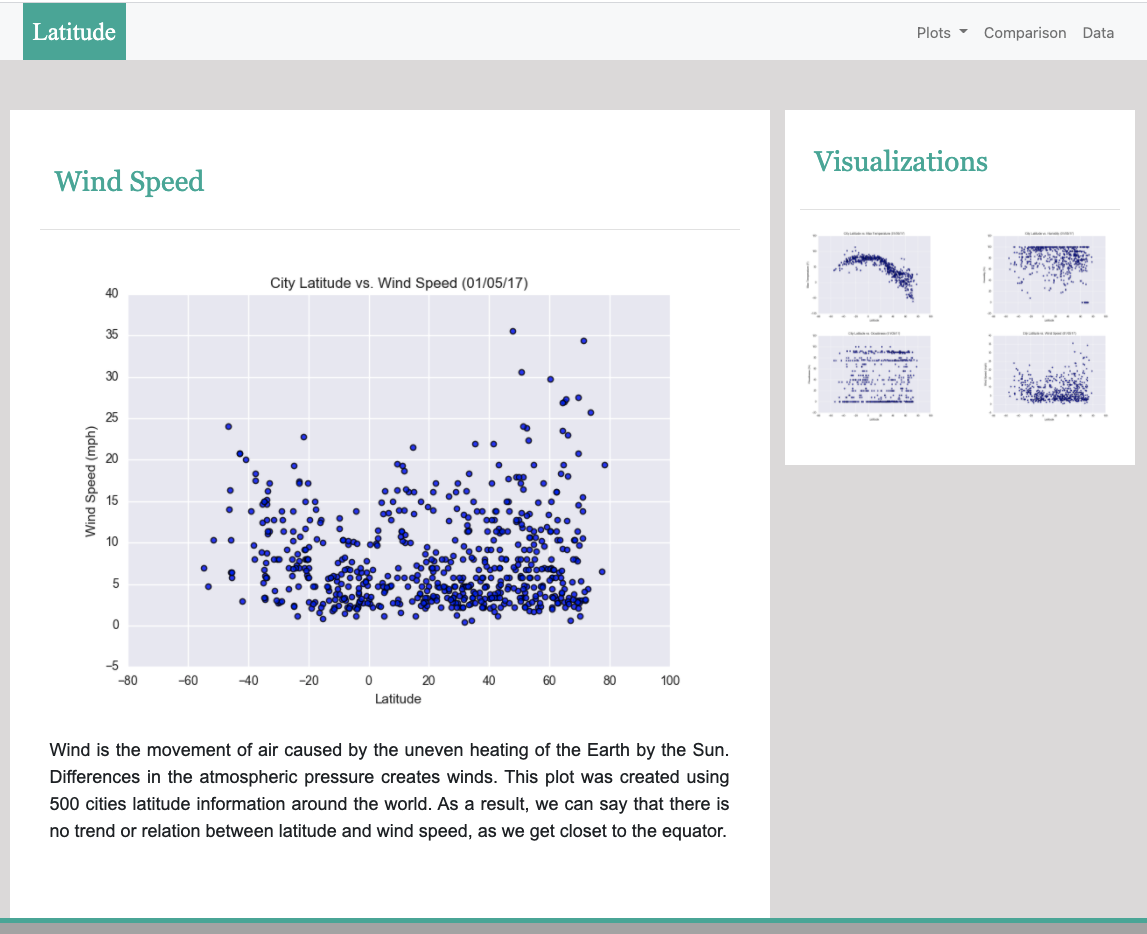 Latitude
Plots Comparison Data
Wind Speed
City Latitude vs. Wind Speed (01/05/17)
40
35
30
25
20
15
10
5
0
−5
Wind Speed (mph)
−80 −60 −40 −20 0 20 40 60 80 100
Latitude
Wind is the movement of air caused by the uneven heating of the Earth by the Sun.
Differences in the atmospheric pressure creates winds. This plot was created using
500 cities latitude information around the world. As a result, we can say that there is
no trend or relation between latitude and wind speed, as we get closet to the equator.
Visualizations